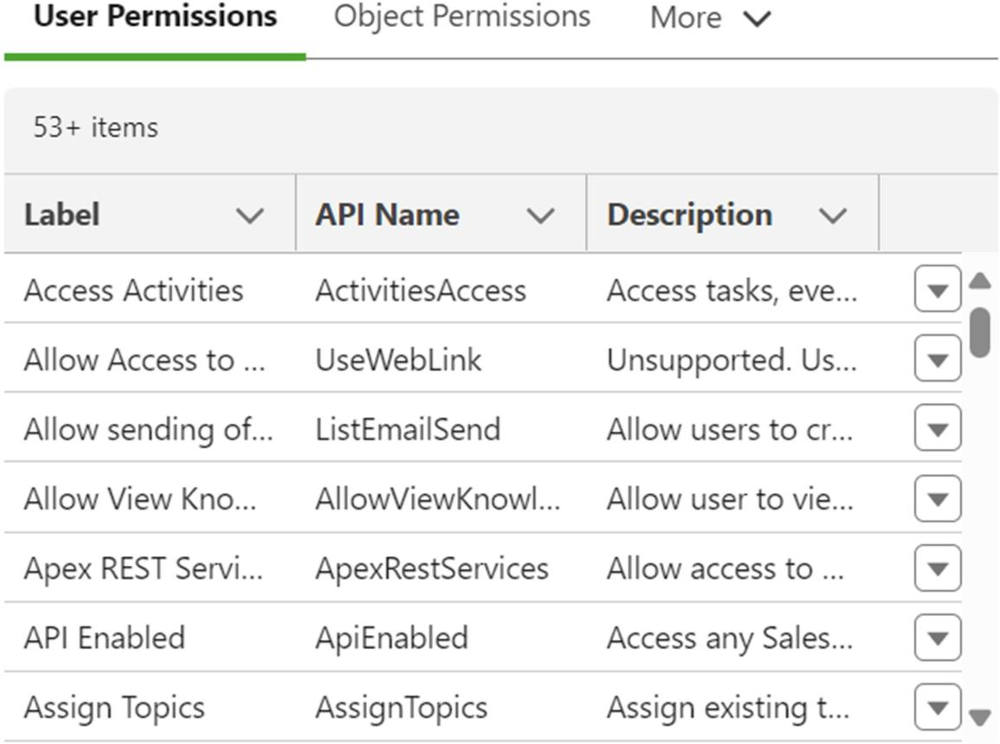 User Permissions Object Permissions More
53+ items
Label API Name Description
Access Activities ActivitiesAccess Access tasks, eve...
Allow Access to ... UseWebLink Unsupported. Us...
Allow sending of... ListEmailSend Allow users to cr...
Allow View Kno... AllowViewKnowl... Allow user to vie...
Apex REST Servi... ApexRestServices Allow access to ...
API Enabled ApiEnabled Access any Sales...
Assign Topics AssignTopics Assign existing t...